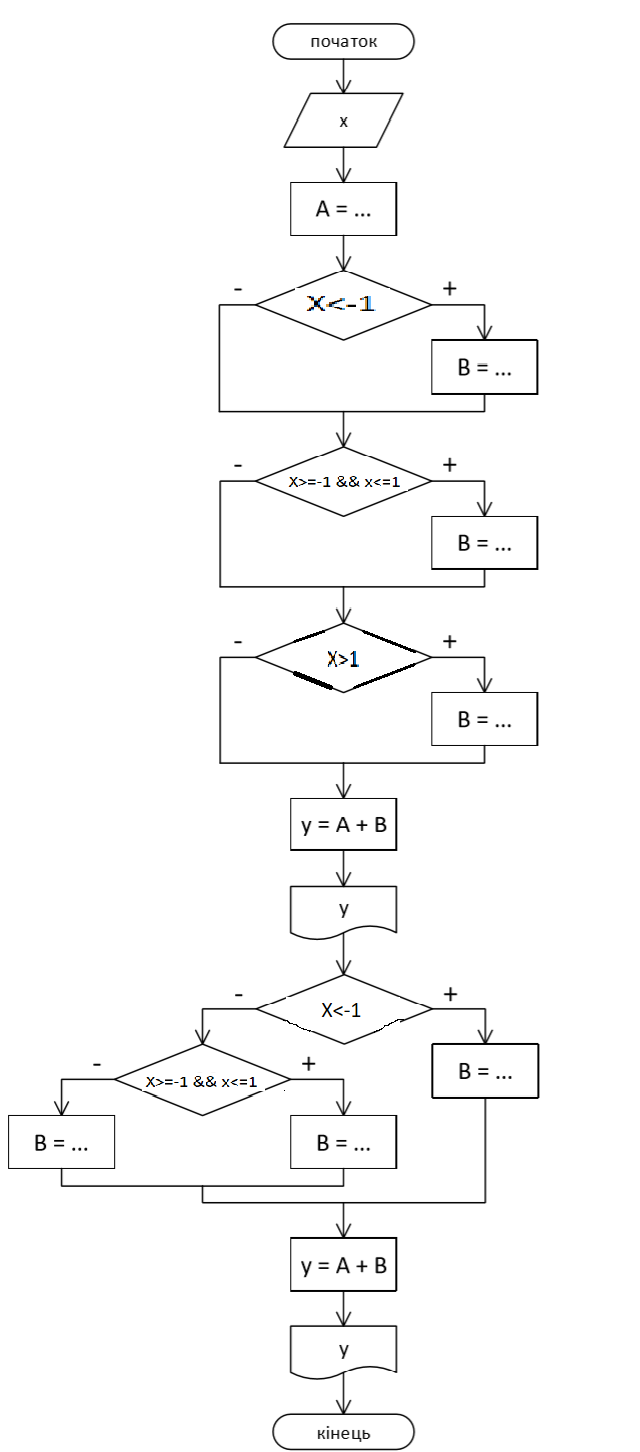 початок
x
A = ...
- +
X<-1
B = ...
- +
X>=-1 && x<=1
B = ...
- +
X>1
B = ...
y = A + B
y
- +
X<-1
B = ...
- +
X>=-1 && x<=1
B = ...
B = ...
y = A + B
y
кінець